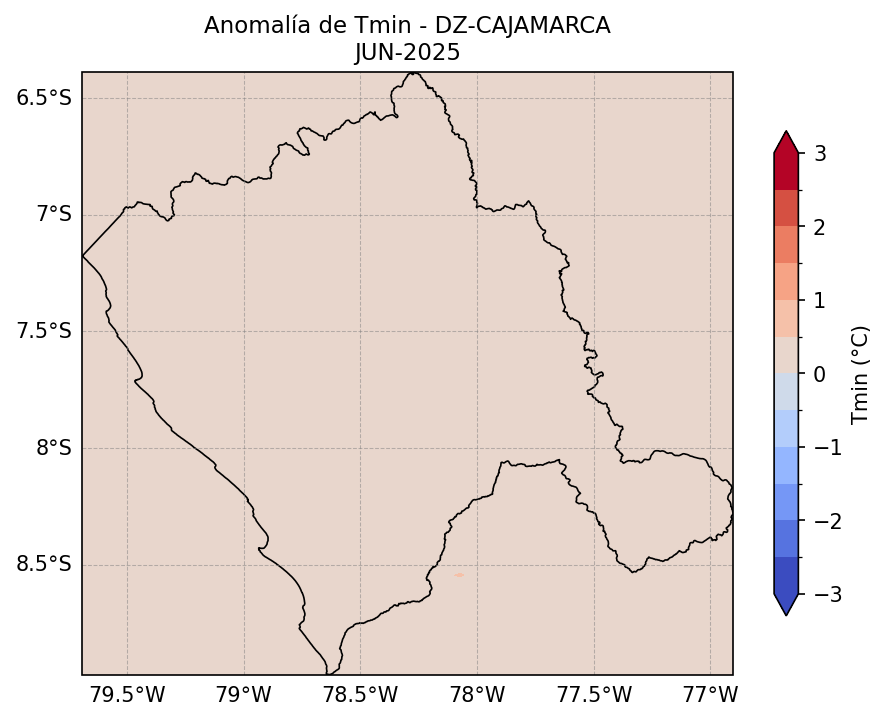 Anomalía de Tmin - DZ-CAJAMARCA
JUN-2025
6.5°S
7°S
7.5°S
8°S
8.5°S
79.5°W 79°W 78.5°W 78°W 77.5°W 77°W
3
2
1
0
−1
−2
−3
Tmin (°C)